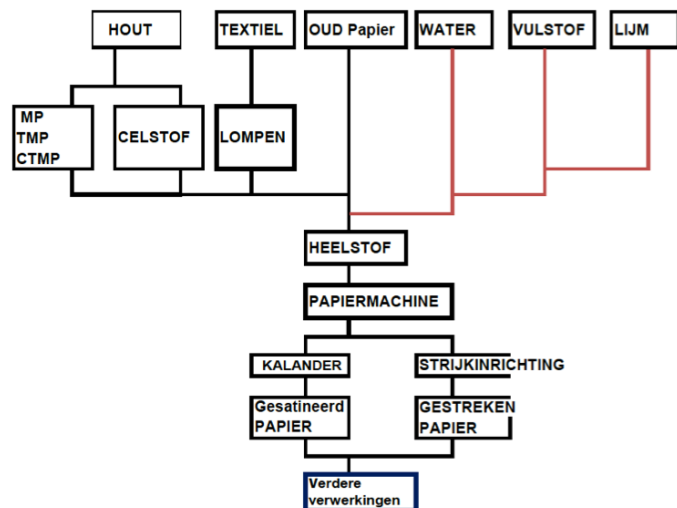 HOUT
TEXTIEL
OUD Papier
WATER
VULSTOF
LIJM
MP
TMP
CTMP
CELSTOF
LOMPEN
HEELSTOF
PAPIERMACHINE
KALANDER
STRIJKINRICHTING
Gesatineerd
PAPIER
GESTREKEN
PAPIER
Verdere
verwerkingen